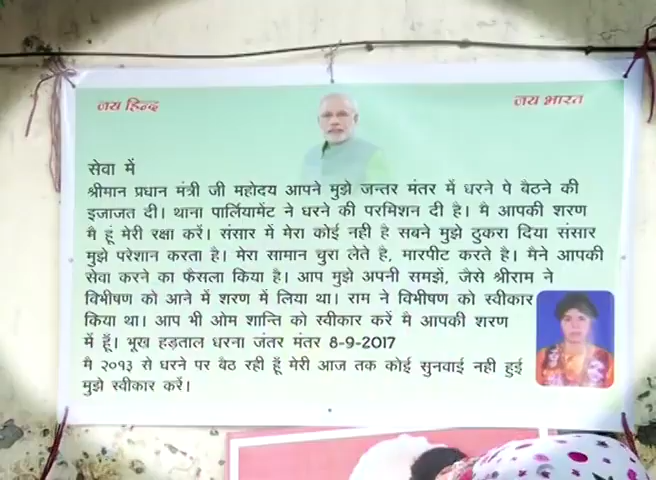 जय हिन्द
जय भारत
सेवा में
श्रीमान प्रधान मंत्री जी महोदय आपने मुझे जन्तर मंतर में धरने पे बैठने की
इजाजत दी। थाना पार्लियामेंट ने धरने की परमिशन दी है। मै आपकी शरण
मै हूं मेरी रक्षा करें। संसार में मेरा कोई नही है सबने मुझे ठुकरा दिया संसार
मुझे परेशान करता है। मेरा सामान चुरा लेते है, मारपीट करते है। मैने आपकी
सेवा करने का फैसला किया है। आप मुझे अपनी समझें, जैसे श्रीराम ने
विभीषण को आने में शरण में लिया था। राम ने विभीषण को स्वीकार
किया था। आप भी ओम शान्ति को स्वीकार करें मै आपकी शरण
में हूँ। भूख हड़ताल धरना जंतर मंतर 8-9-2017
मै २०१३ से धरने पर बैठ रही हूँ मेरी आज तक कोई सुनवाई नही हुई
मुझे स्वीकार करें।